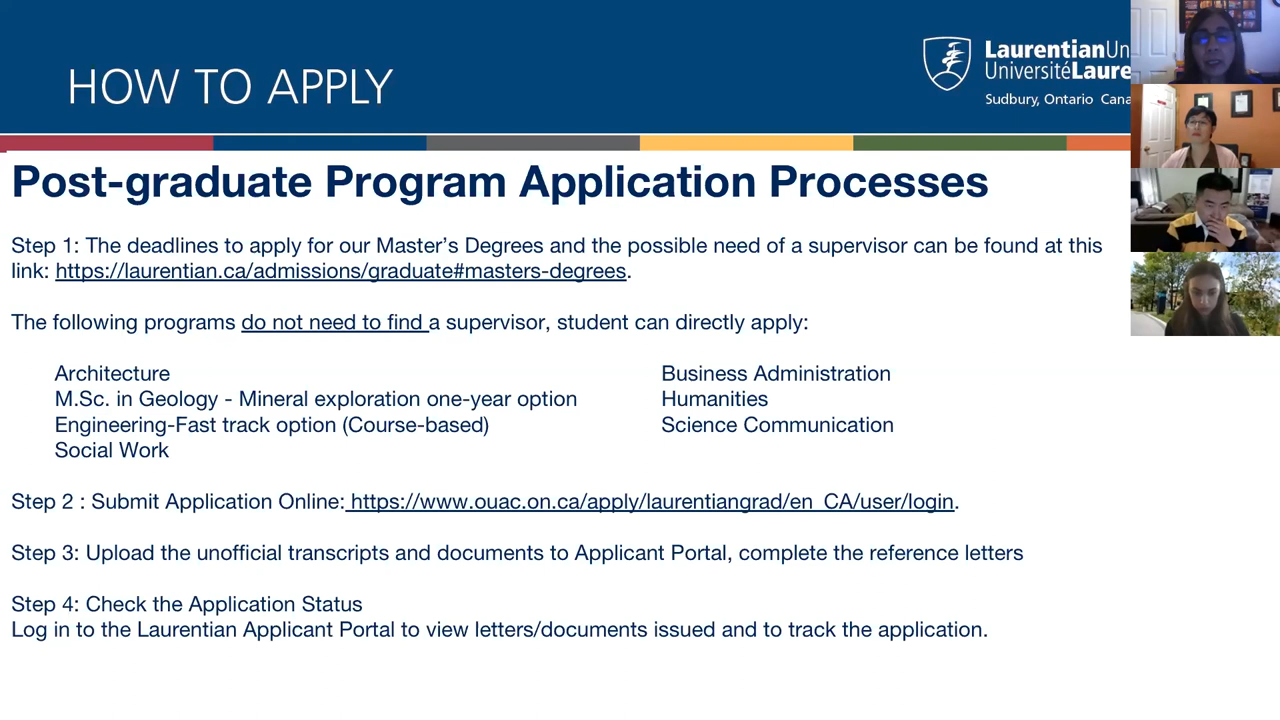 HOW TO APPLY
LaurentianUn
UniversitéLaure
Sudbury, Ontario Cana
Post-graduate Program Application Processes
Step 1: The deadlines to apply for our Master’s Degrees and the possible need of a supervisor can be found at this
link: https://laurentian.ca/admissions/graduate#masters-degrees.
The following programs do not need to find a supervisor, student can directly apply:
Architecture
M.Sc. in Geology - Mineral exploration one-year option
Engineering-Fast track option (Course-based)
Social Work
Business Administration
Humanities
Science Communication
Step 2 : Submit Application Online: https://www.ouac.on.ca/apply/laurentiangrad/en_CA/user/login.
Step 3: Upload the unofficial transcripts and documents to Applicant Portal, complete the reference letters
Step 4: Check the Application Status
Log in to the Laurentian Applicant Portal to view letters/documents issued and to track the application.